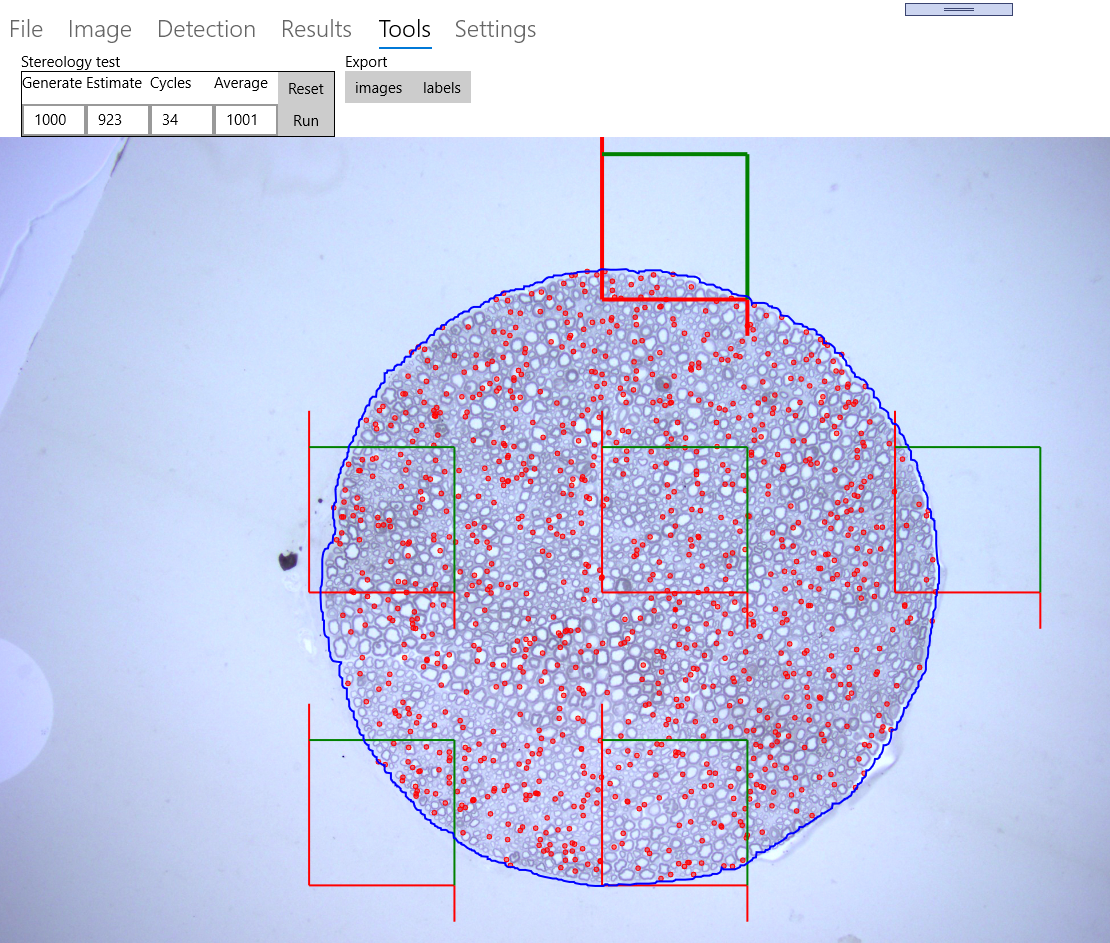 File Image Detection Results Tools Settings
Stereology test Export
Generate Estimate Cycles Average Reset images labels
1000 923 34 1001 Run